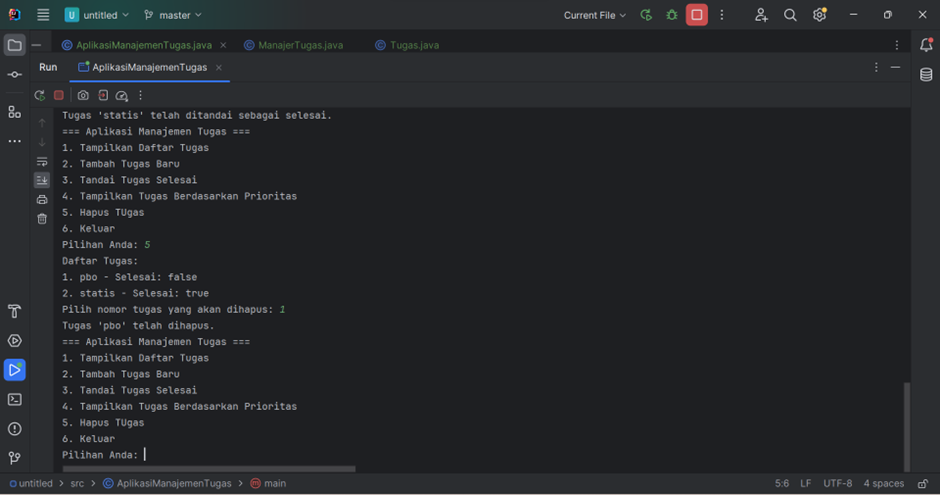 U untitled master Current File
AplikasiManajemenTugas.java ManajerTugas.java Tugas.java
Run AplikasiManajemenTugas
Tugas 'statis' telah ditandai sebagai selesai.
=== Aplikasi Manajemen Tugas ===
1. Tampilkan Daftar Tugas
2. Tambah Tugas Baru
3. Tandai Tugas Selesai
4. Tampilkan Tugas Berdasarkan Prioritas
5. Hapus TUgas
6. Keluar
Pilihan Anda: 5
Daftar Tugas:
1. pbo - Selesai: false
2. statis - Selesai: true
Pilih nomor tugas yang akan dihapus: 1
Tugas 'pbo' telah dihapus.
=== Aplikasi Manajemen Tugas ===
1. Tampilkan Daftar Tugas
2. Tambah Tugas Baru
3. Tandai Tugas Selesai
4. Tampilkan Tugas Berdasarkan Prioritas
5. Hapus TUgas
6. Keluar
Pilihan Anda:
untitled > src > AplikasiManajemenTugas > main 5:6 LF UTF-8 4 spaces